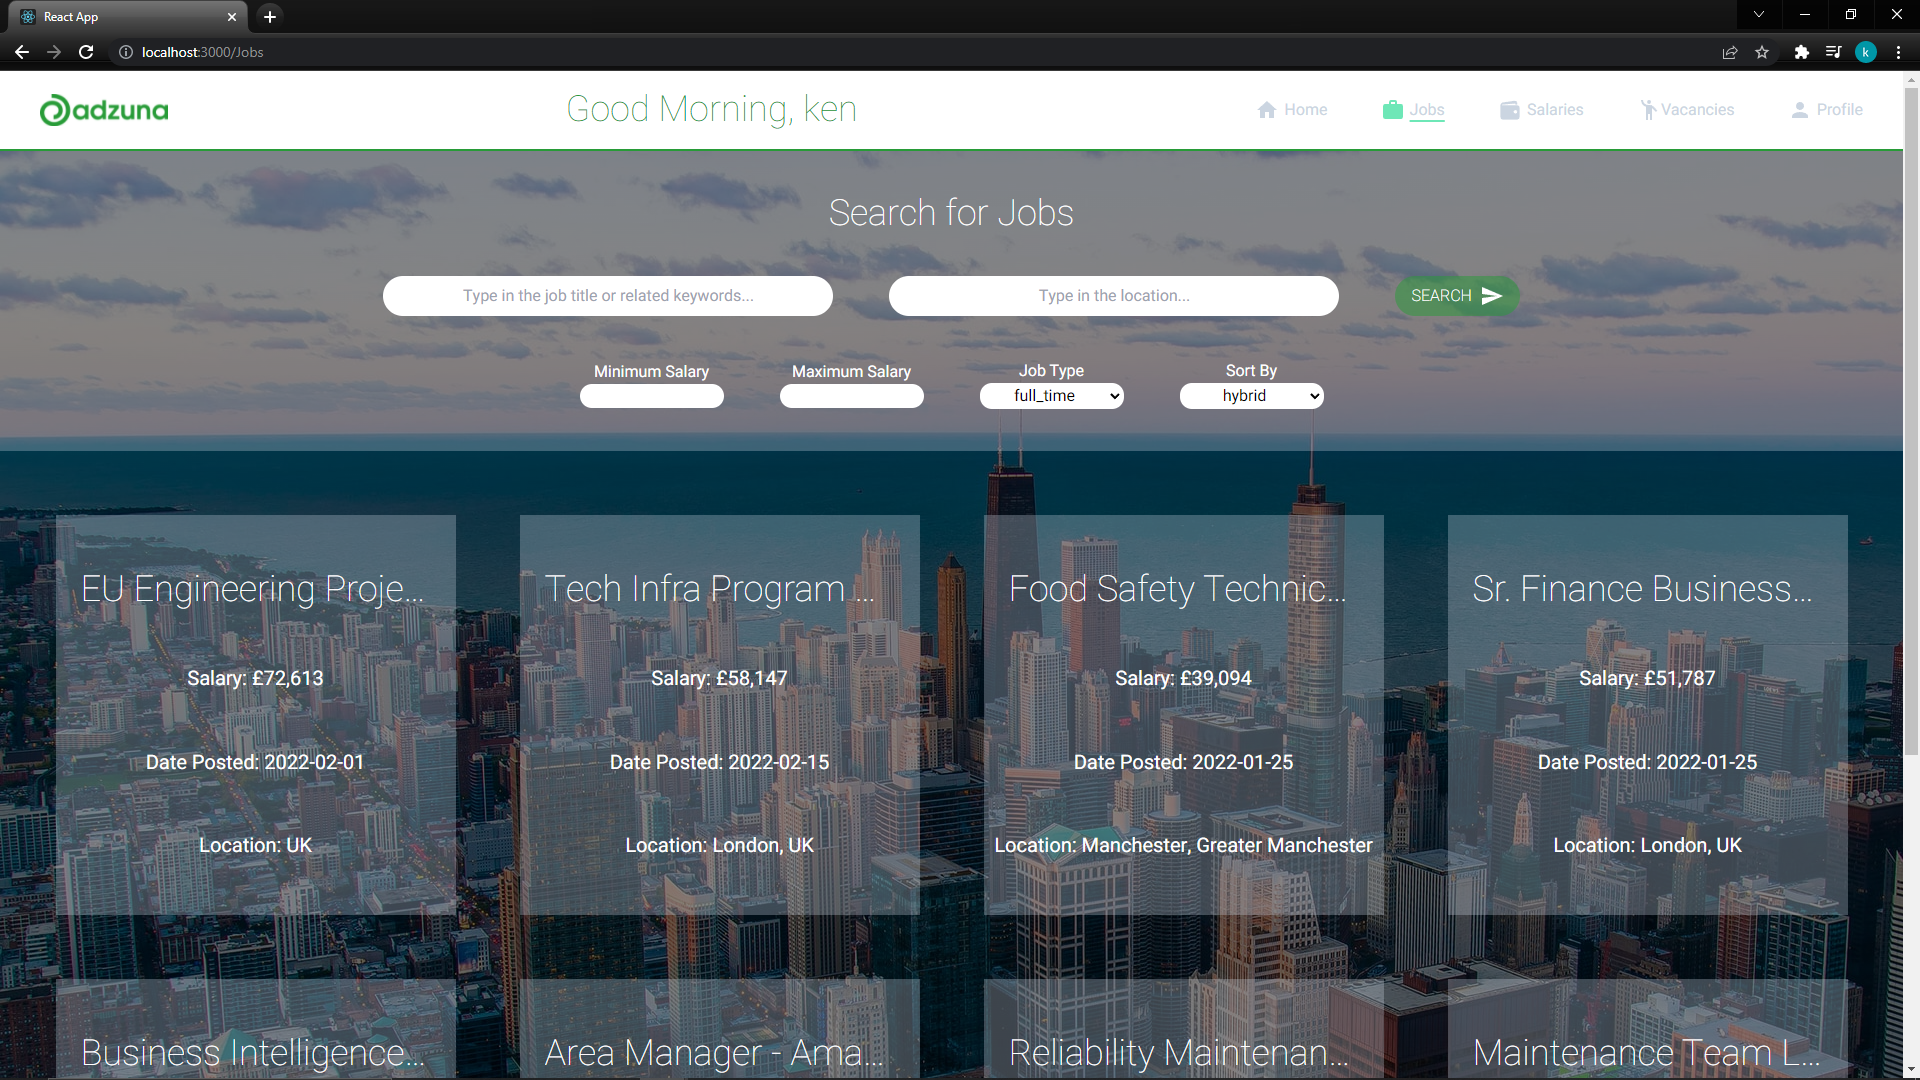 React App
localhost:3000/Jobs
k
adzuna
Good Morning, ken
Home
Jobs
Salaries
Vacancies
Profile
Search for Jobs
Type in the job title or related keywords...
Type in the location...
SEARCH
Minimum Salary
Maximum Salary
Job Type
Sort By
full_time
hybrid
EU Engineering Proje...
Salary: £72,613
Date Posted: 2022-02-01
Location: UK
Tech Infra Program ...
Salary: £58,147
Date Posted: 2022-02-15
Location: London, UK
Food Safety Technic...
Salary: £39,094
Date Posted: 2022-01-25
Location: Manchester, Greater Manchester
Sr. Finance Business...
Salary: £51,787
Date Posted: 2022-01-25
Location: London, UK
Business Intelligence...
Area Manager - Ama...
Reliability Maintenan...
Maintenance Team L...